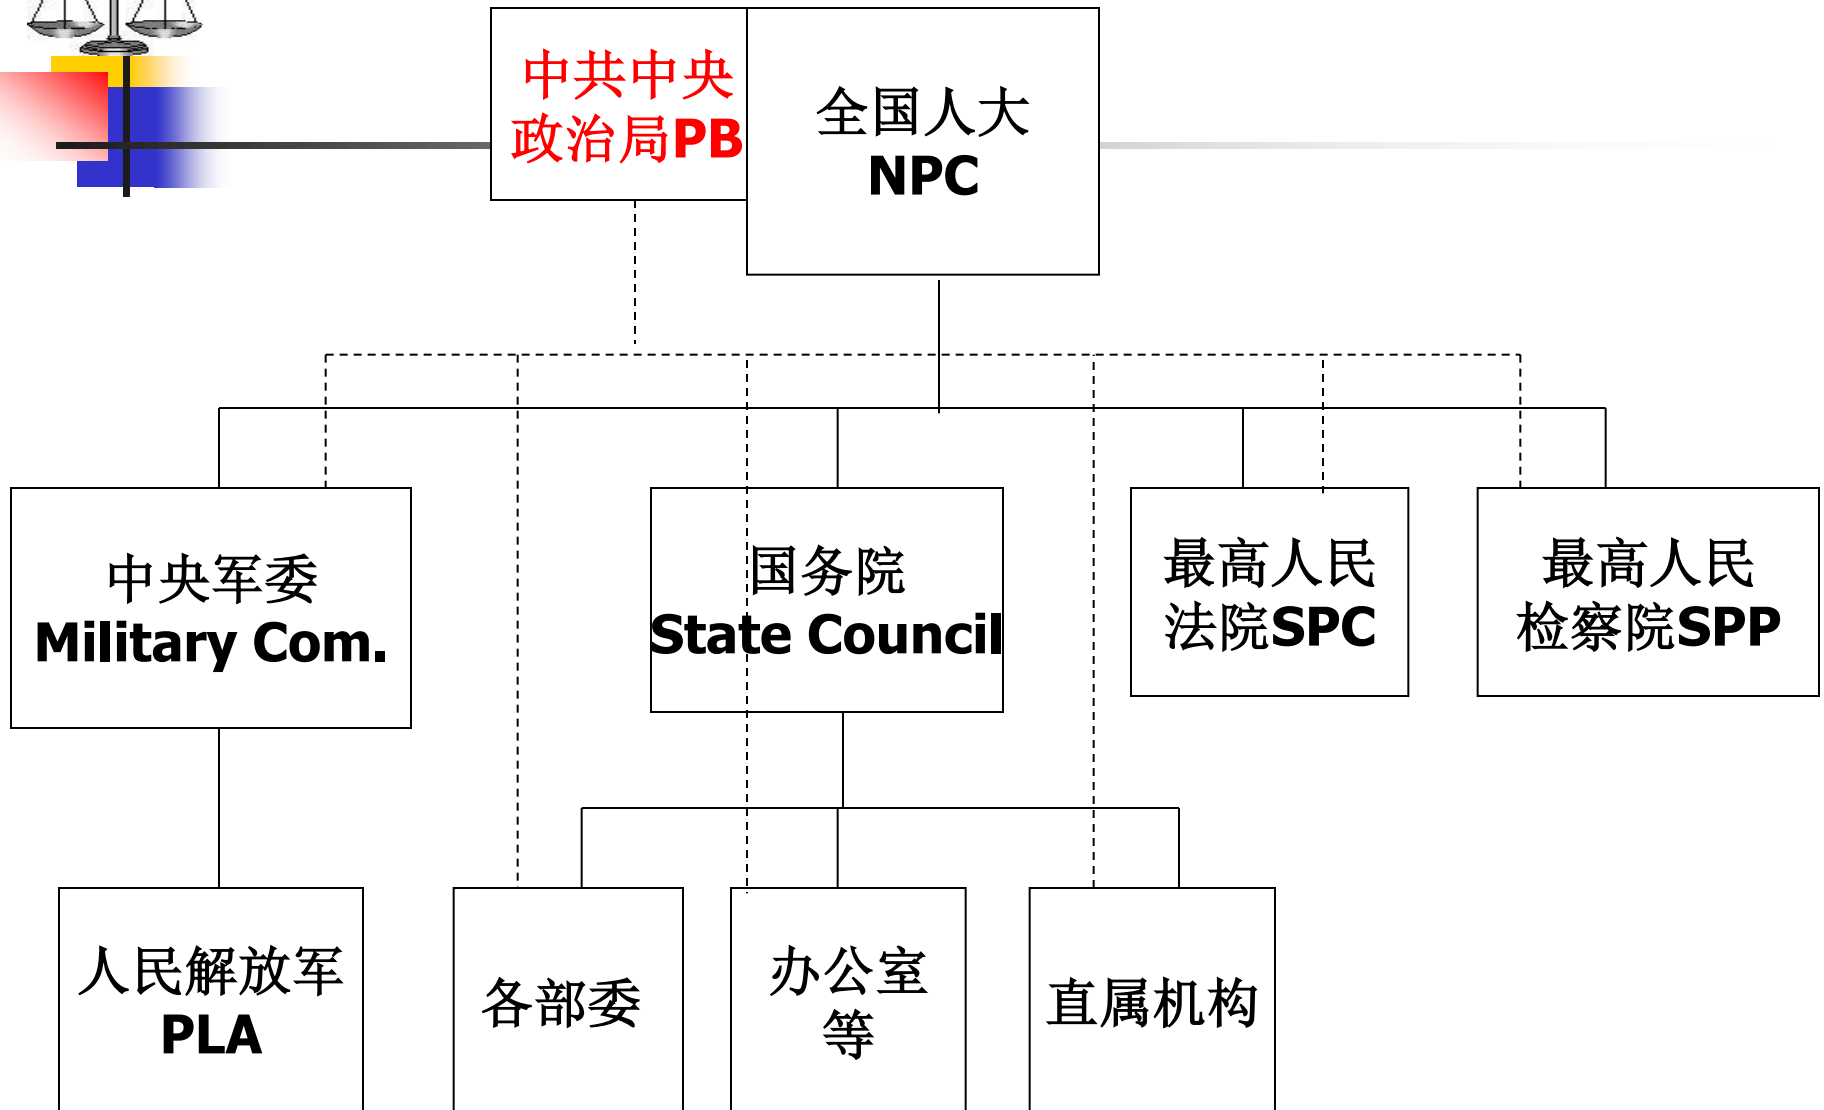 中共中央
政治局PB
全国人大
NPC
中央军委
Military Com.
国务院
State Council
最高人民
法院SPC
最高人民
检察院SPP
人民解放军
PLA
各部委
办公室
等
直属机构